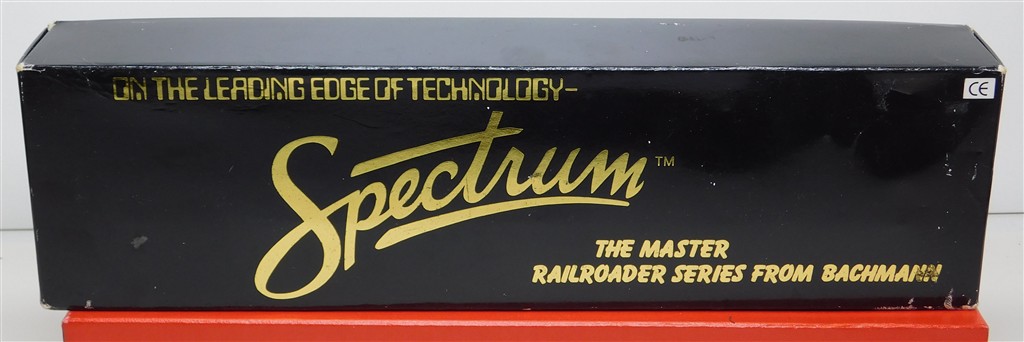 ON THE LEADING EDGE OF TECHNOLOGY-
CE
Spectrum™
THE MASTER
RAILROADER SERIES FROM BACHMANN